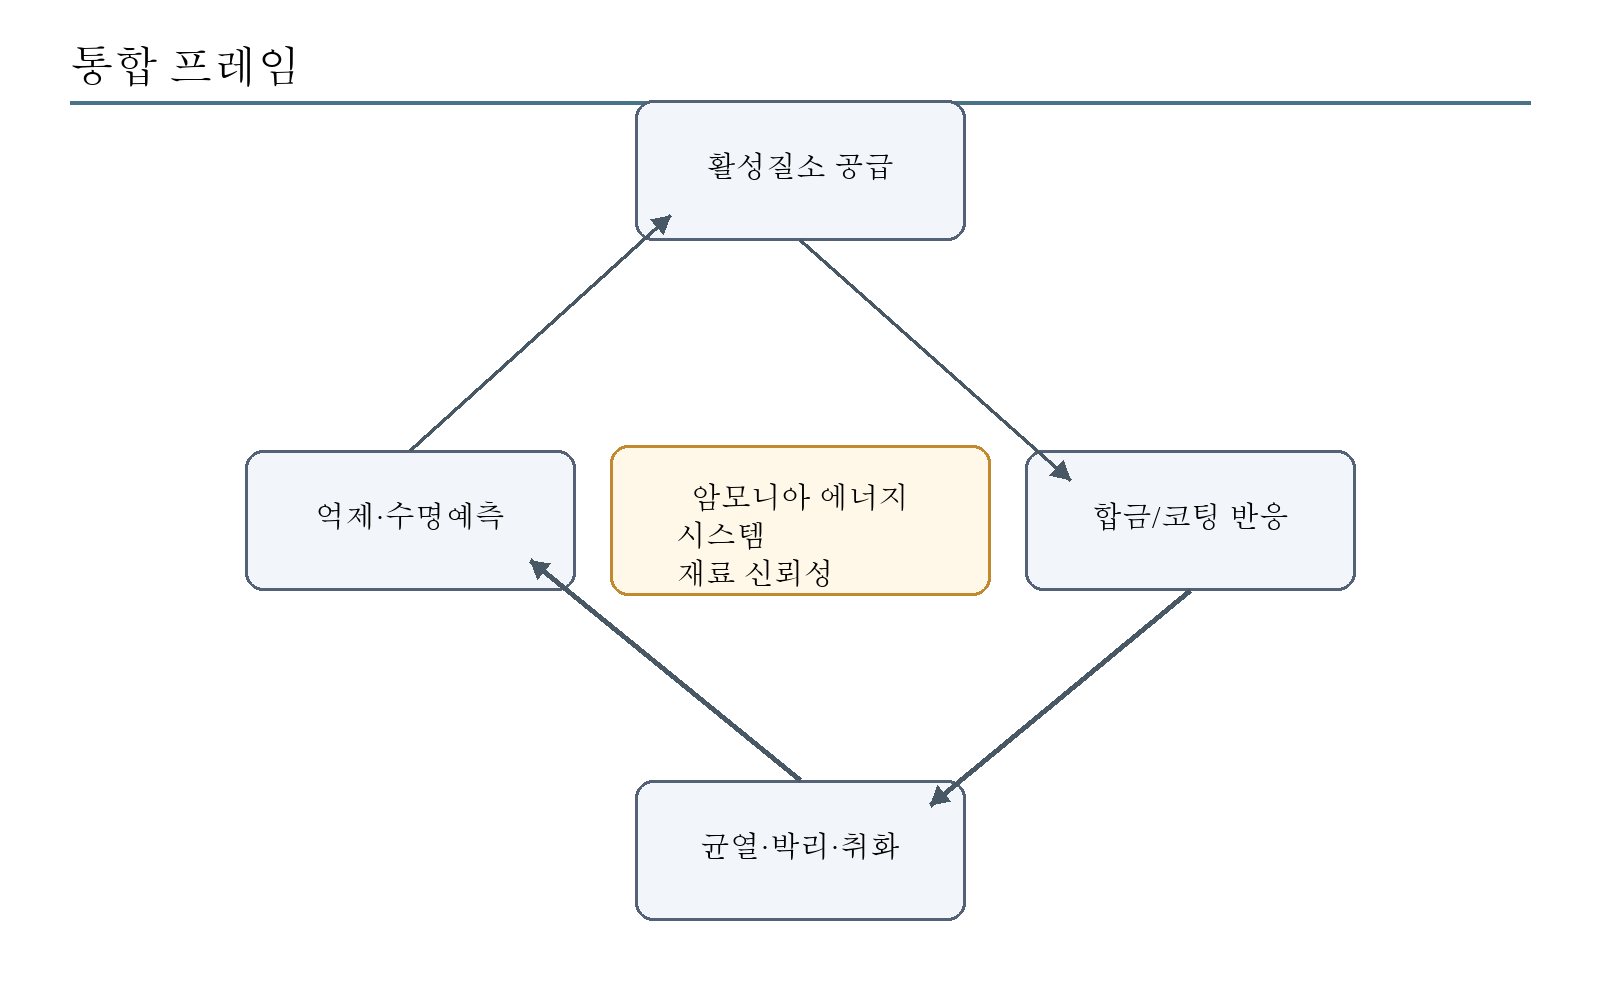 통합 프레임
활성질소 공급
억제·수명예측
암모니아 에너지
시스템
재료 신뢰성
합금/코팅 반응
균열·박리·취화